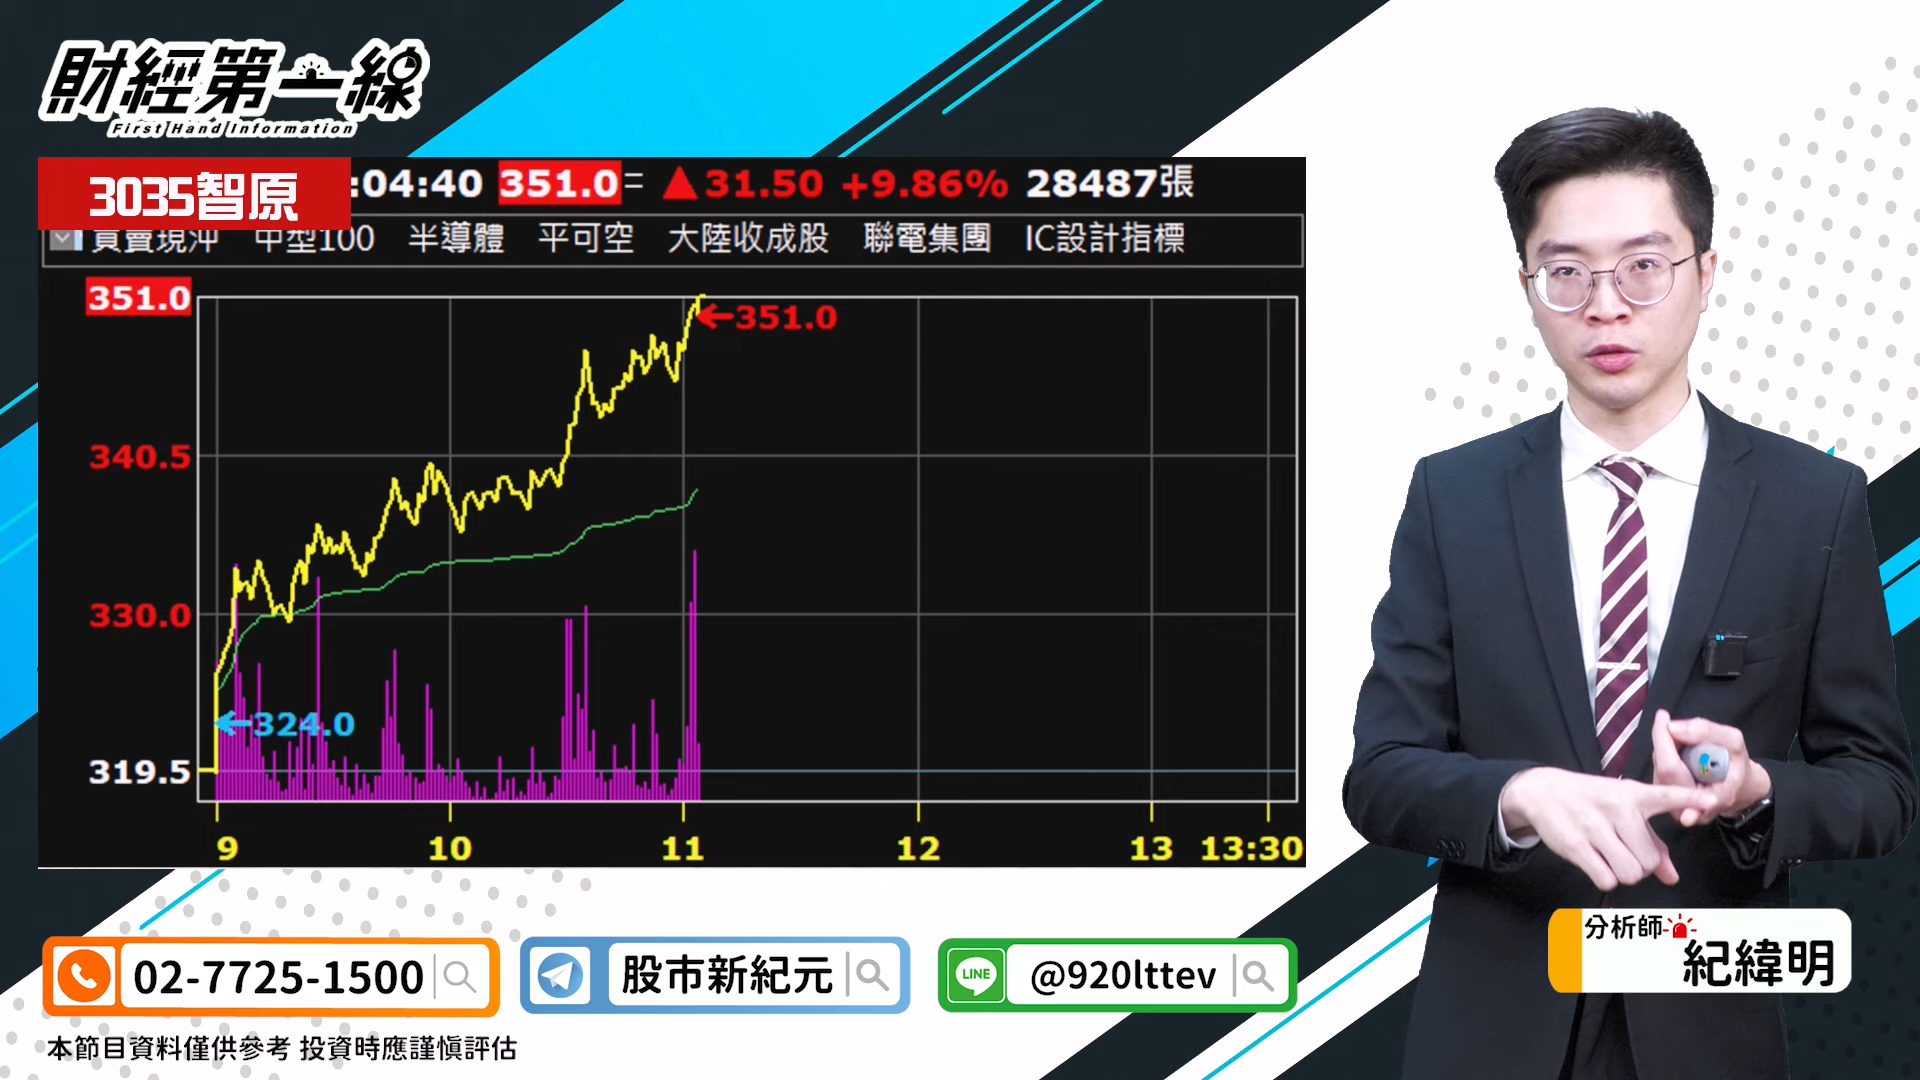 財經第一線
First Hand Information
3035智原
:04:40 351.0= ▲31.50 +9.86% 28487張
買賣現沖 中型100 半導體 平可空 大陸收成股 聯電集團 IC設計指標
351.0
←351.0
340.5
330.0
←324.0
319.5
9 10 11 12 13 13:30
分析師
紀緯明
02-7725-1500
股市新紀元
LINE
@920lttev
本節目資料僅供參考 投資時應謹慎評估